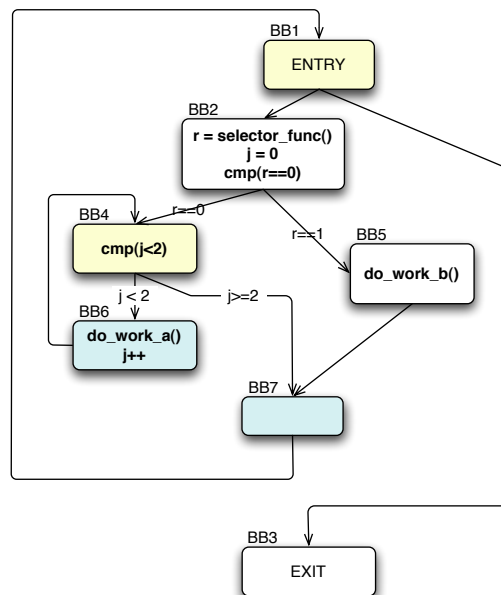 BB1
ENTRY
BB2
r = selector_func()
j = 0
cmp(r==0)
r==0
r==1
BB4
cmp(j<2)
BB5
do_work_b()
j < 2
j>=2
BB6
do_work_a()
j++
BB7
BB3
EXIT